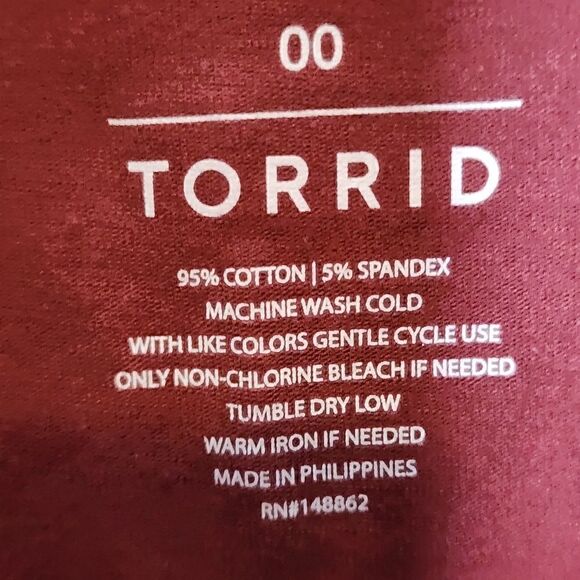 00
TORRID
95% COTTON | 5% SPANDEX
MACHINE WASH COLD
WITH LIKE COLORS GENTLE CYCLE USE
ONLY NON-CHLORINE BLEACH IF NEEDED
TUMBLE DRY LOW
WARM IRON IF NEEDED
MADE IN PHILIPPINES
RN#148862